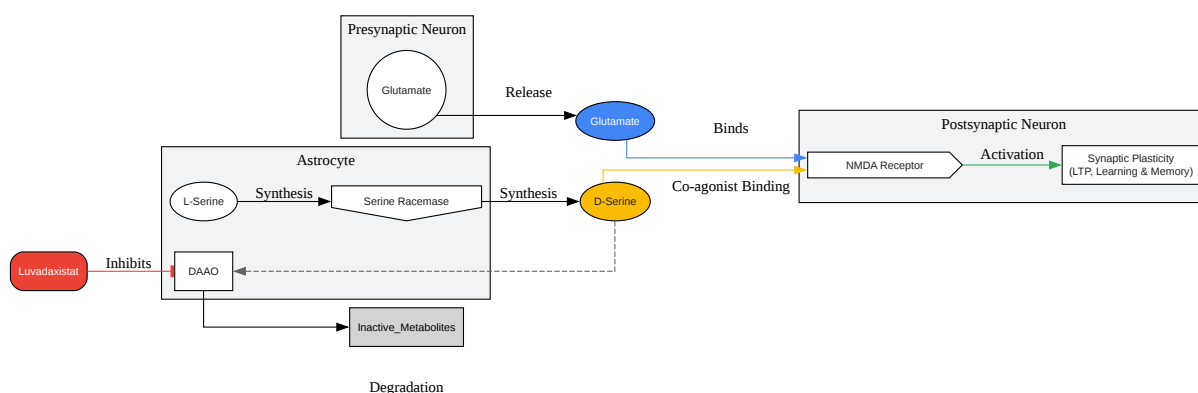 Presynaptic Neuron
Glutamate
Release
Glutamate
Binds
Postsynaptic Neuron
NMDA Receptor
Activation
Synaptic Plasticity
(LTP, Learning & Memory)
Astrocyte
L-Serine
Synthesis
Serine Racemase
Synthesis
D-Serine
Co-agonist Binding
Luvadaxistat
Inhibits
DAAO
Inactive_Metabolites
Degradation